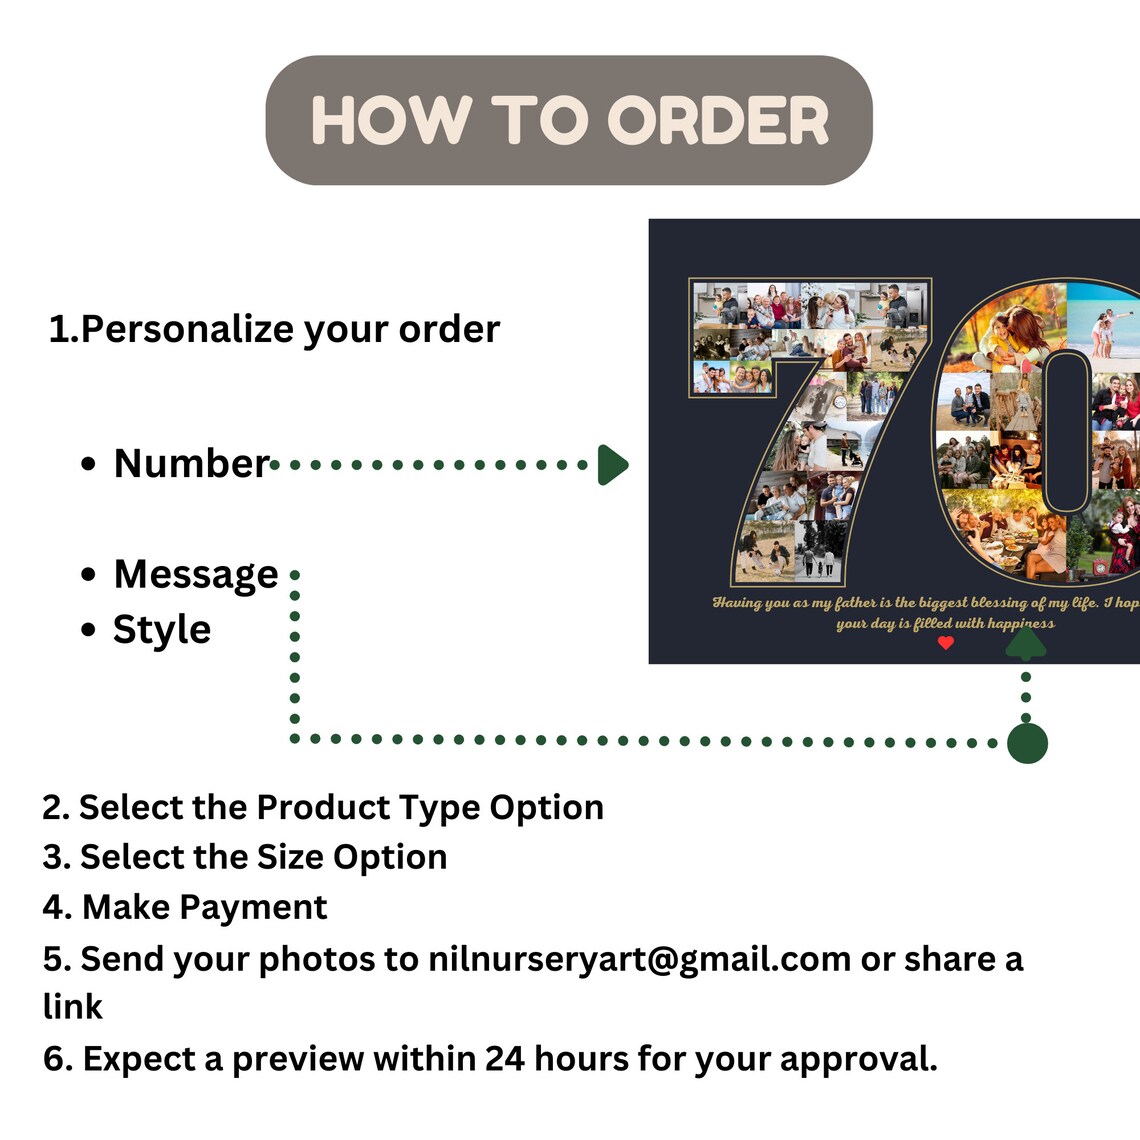 HOW TO ORDER
1.Personalize your order
• Number
• Message
• Style
70
Having you as my father is the biggest blessing of my life. I hop
your day is filled with happiness
2. Select the Product Type Option
3. Select the Size Option
4. Make Payment
5. Send your photos to nilnurseryart@gmail.com or share a
link
6. Expect a preview within 24 hours for your approval.